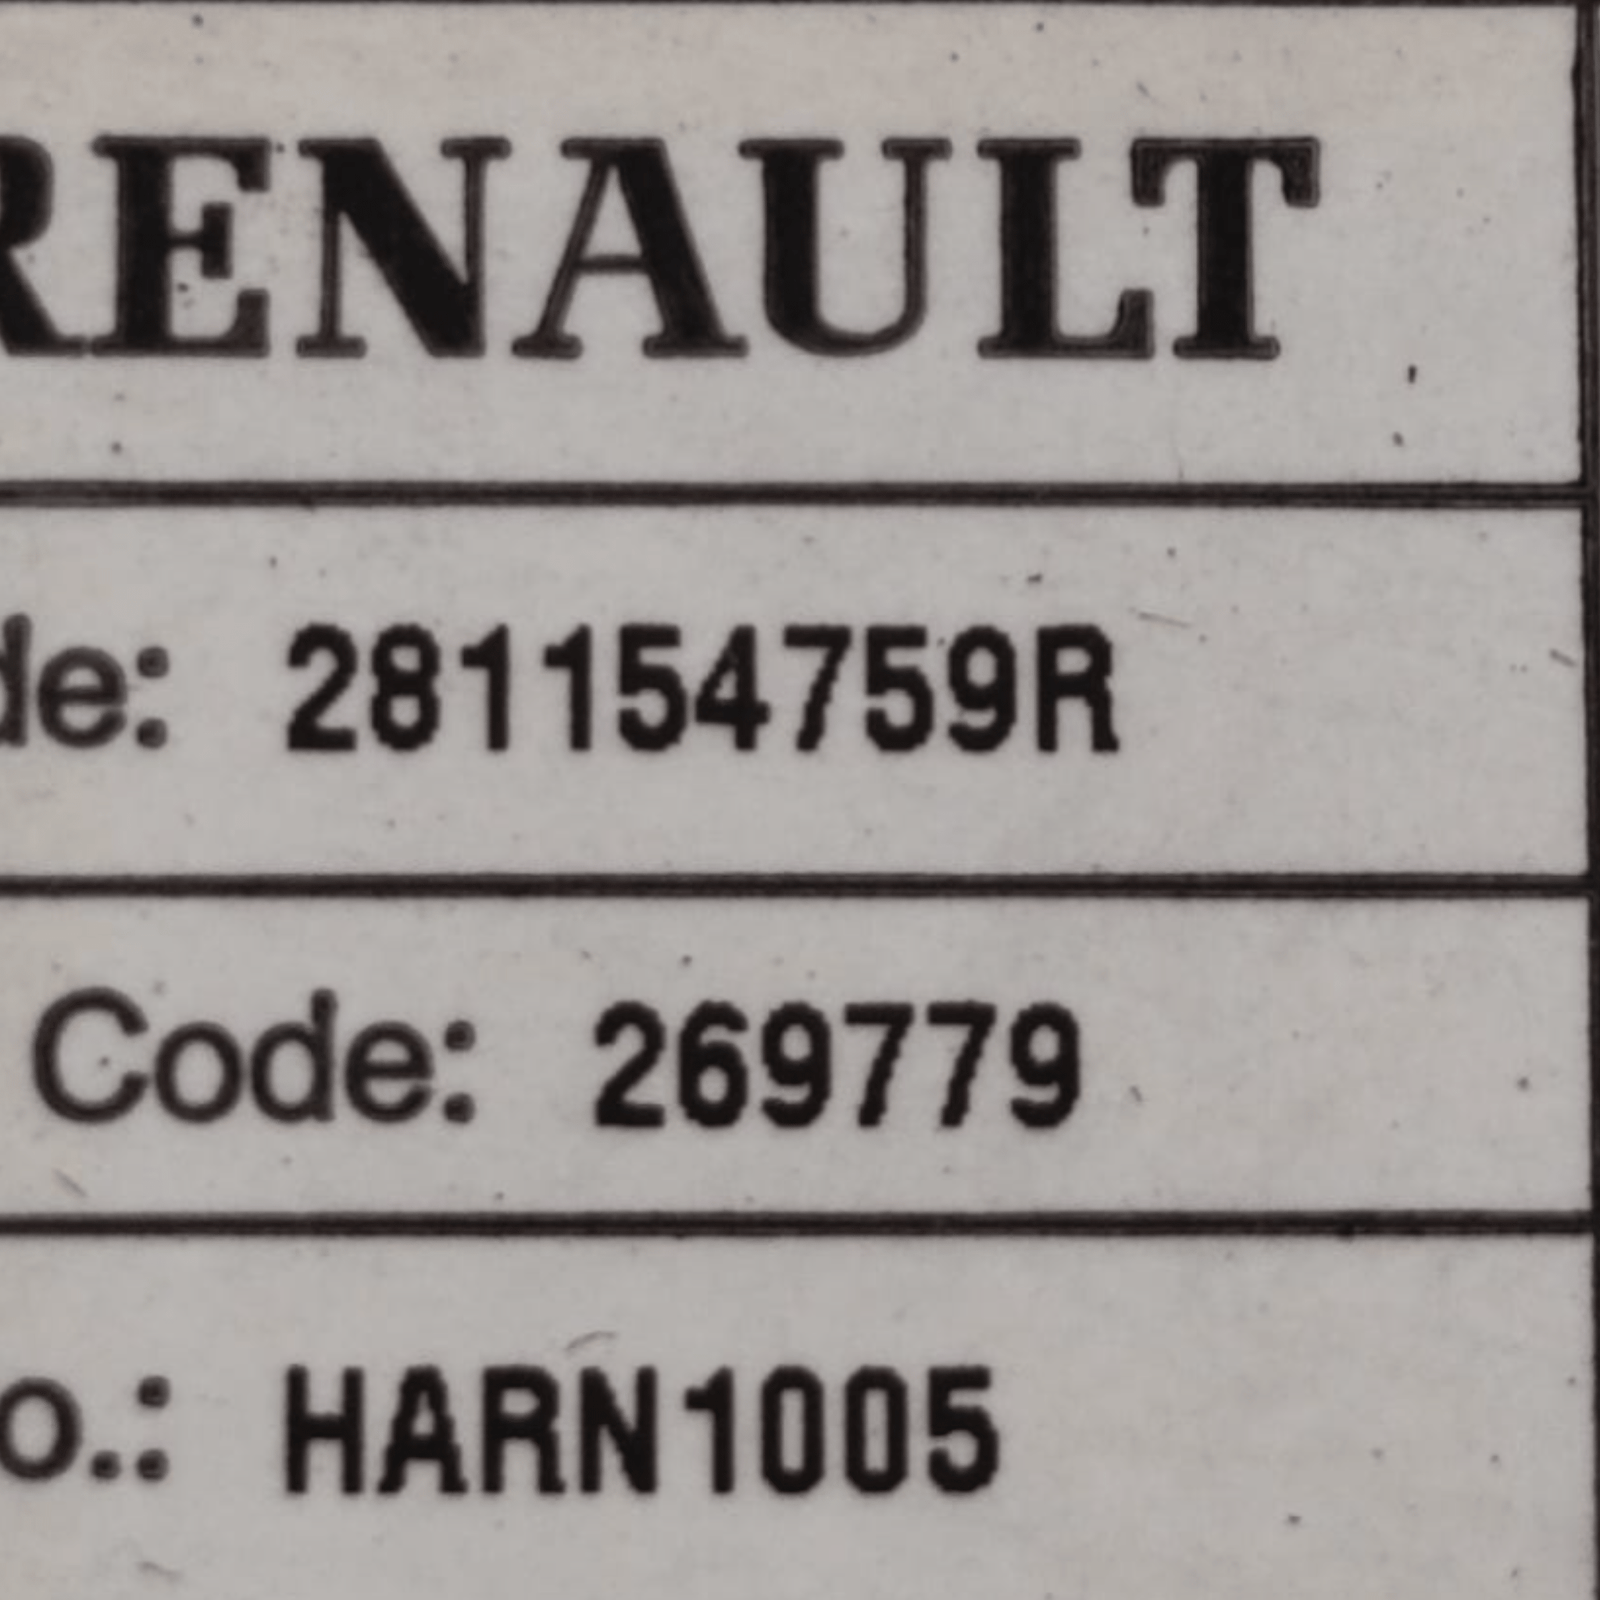 RENAULT
de: 281154759R
Code: 269779
o.: HARN1005